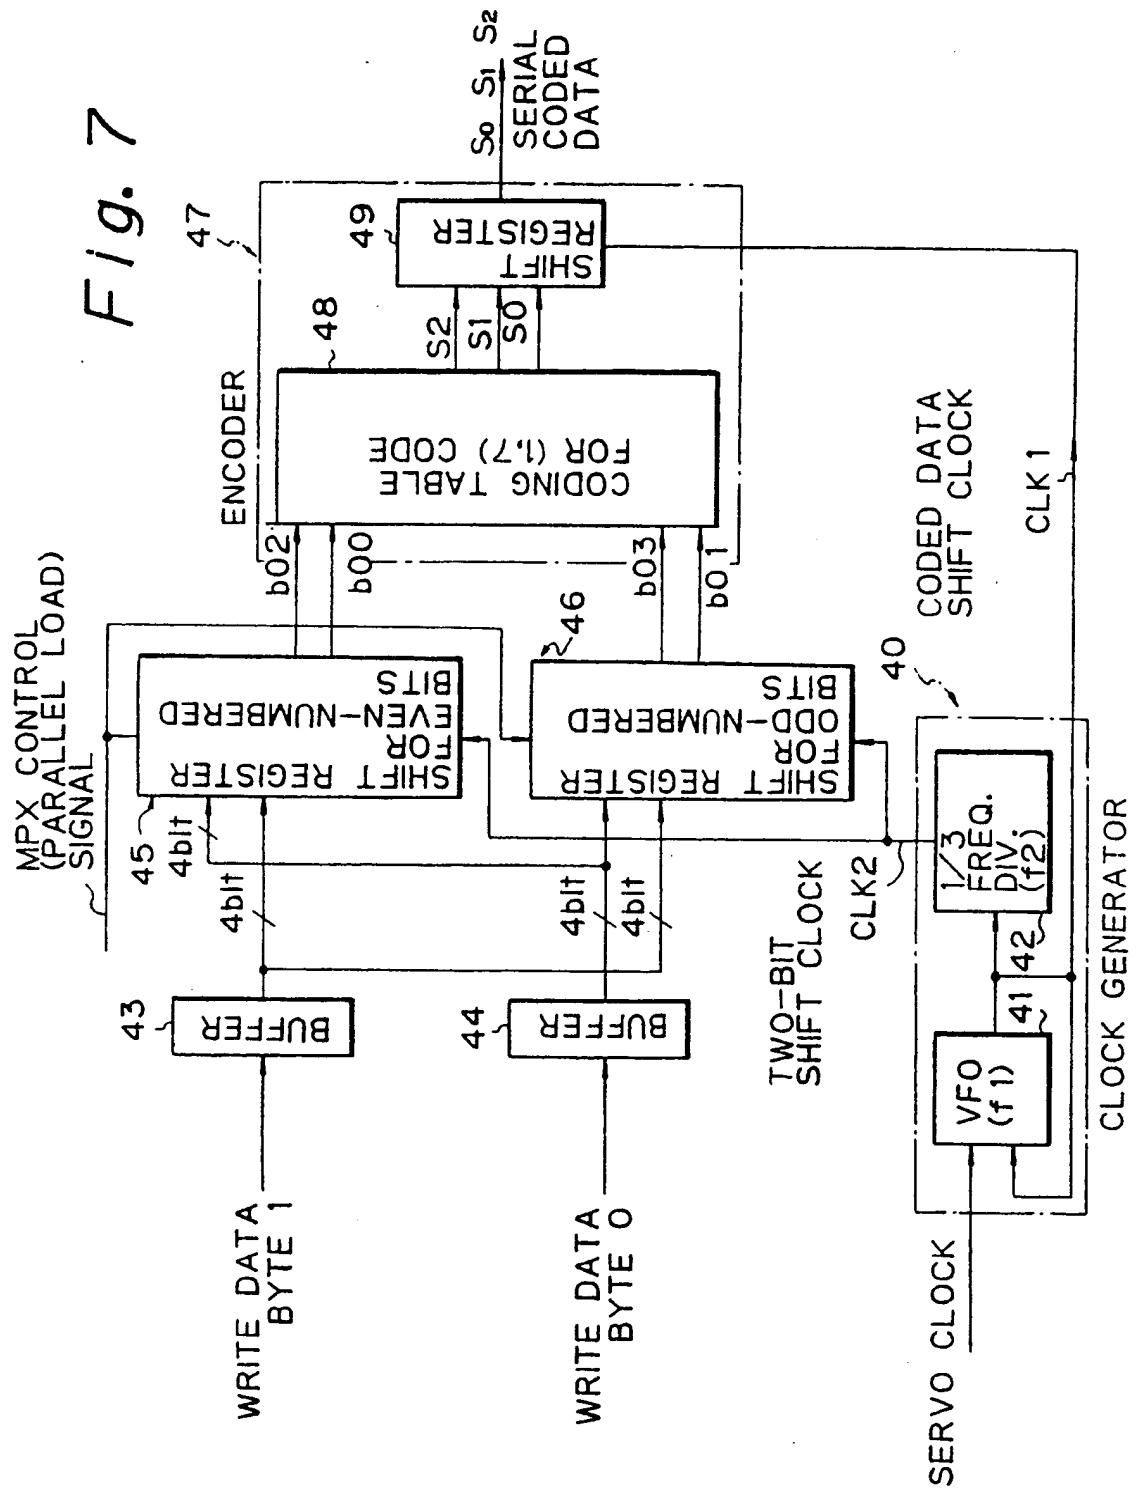 Fig. 7
MPX CONTROL
(PARALLEL LOAD)
SIGNAL
ENCODER
47
WRITE DATA
BYTE 1
43
BUFFER
4bit
4bit
45
SHIFT REGISTER
FOR
EVEN-NUMBERED
BITS
b02
b00
48
CODING TABLE
FOR (1,7) CODE
S2
S1
S0
49
SHIFT
REGISTER
S0 S1 S2
SERIAL
CODED
DATA
WRITE DATA
BYTE 0
44
BUFFER
4bit
4bit
46
SHIFT REGISTER
FOR
ODD-NUMBERED
BITS
b03
b01
TWO-BIT
SHIFT CLOCK
CLK2
40
CODED DATA
SHIFT CLOCK
CLK1
SERVO CLOCK
VFO
(f1)
41
1/3
FREQ.
DIV.
(f2)
42
CLOCK GENERATOR